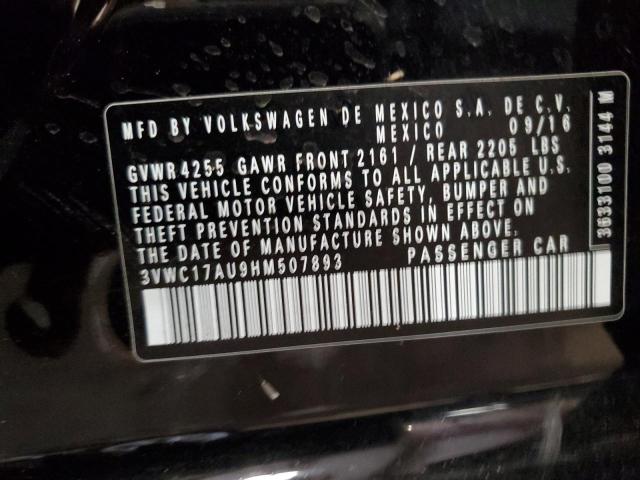 MFD BY VOLKSWAGEN DE MEXICO S.A. DE C.V.
MEXICO 09/16
GVWR 4255 GAWR FRONT 2161 / REAR 2205 LBS
THIS VEHICLE CONFORMS TO ALL APPLICABLE U.S.
FEDERAL MOTOR VEHICLE SAFETY, BUMPER AND
THEFT PREVENTION STANDARDS IN EFFECT ON
THE DATE OF MANUFACTURE SHOWN ABOVE.
3VWC17AU9HM507893 PASSENGER CAR
3633100 3144 M